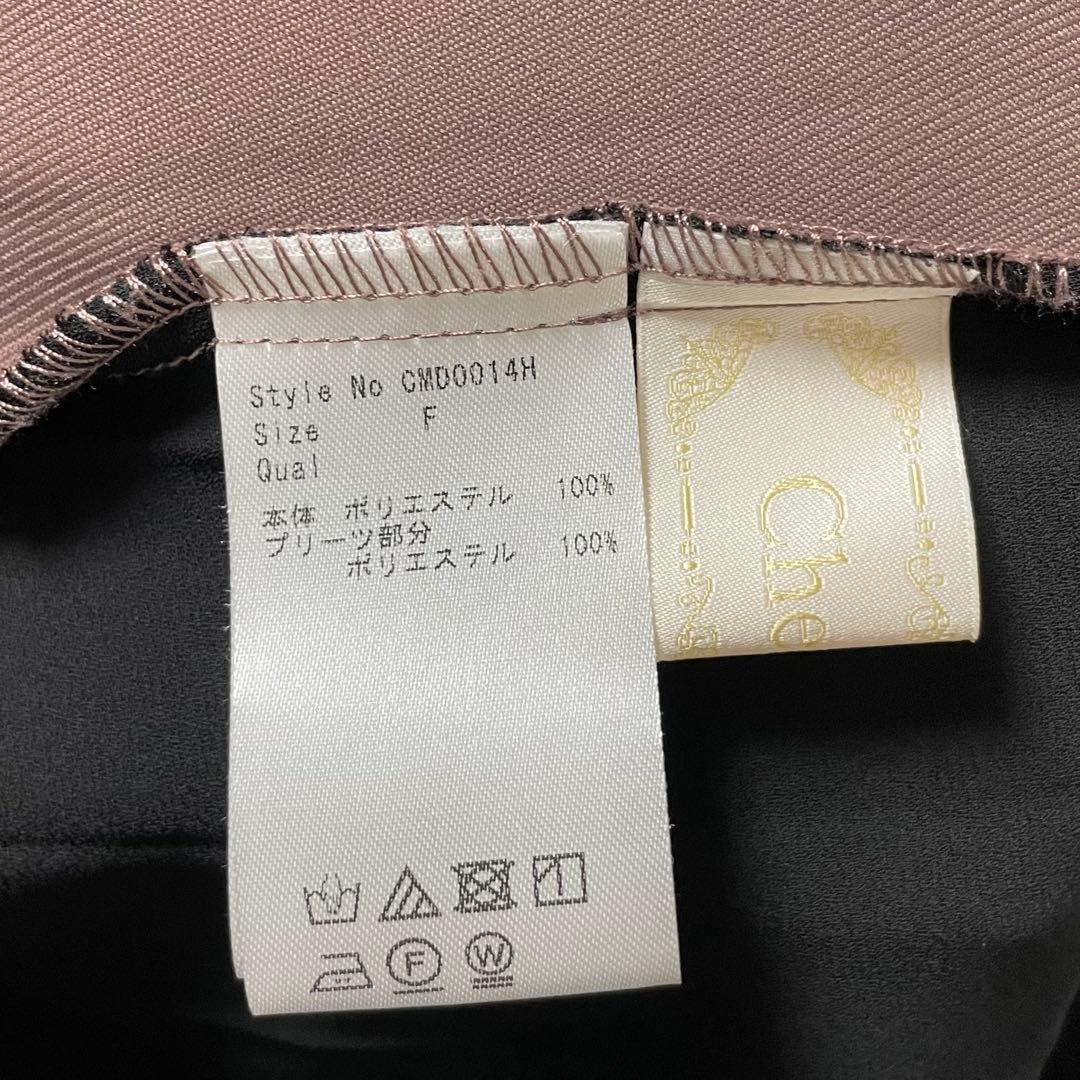 Style No CMD0014H
Size F
Qual
本体 ポリエステル 100%
プリーツ部分
ポリエステル 100%
F
W
Che